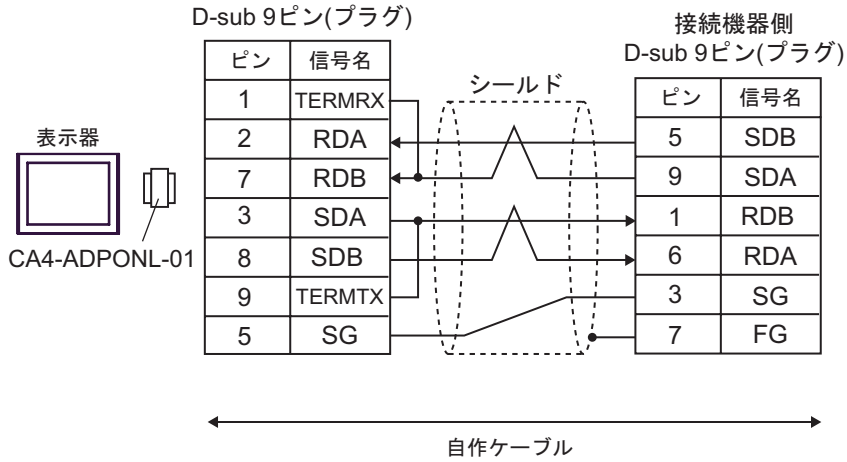 D-sub 9ピン(プラグ)
ピン 信号名
1 TERMRX
2 RDA
7 RDB
3 SDA
8 SDB
9 TERMTX
5 SG
表示器
CA4-ADPONL-01
シールド
接続機器側
D-sub 9ピン(プラグ)
ピン 信号名
5 SDB
9 SDA
1 RDB
6 RDA
3 SG
7 FG
自作ケーブル